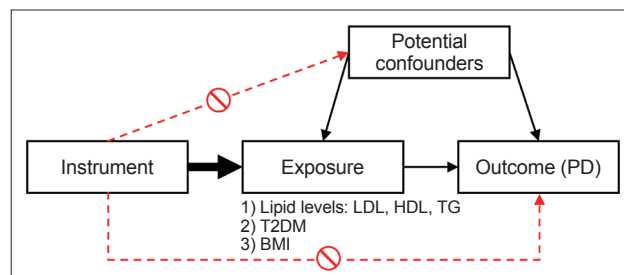 Potential
confounders
Instrument
Exposure
Outcome (PD)
1) Lipid levels: LDL, HDL, TG
2) T2DM
3) BMI